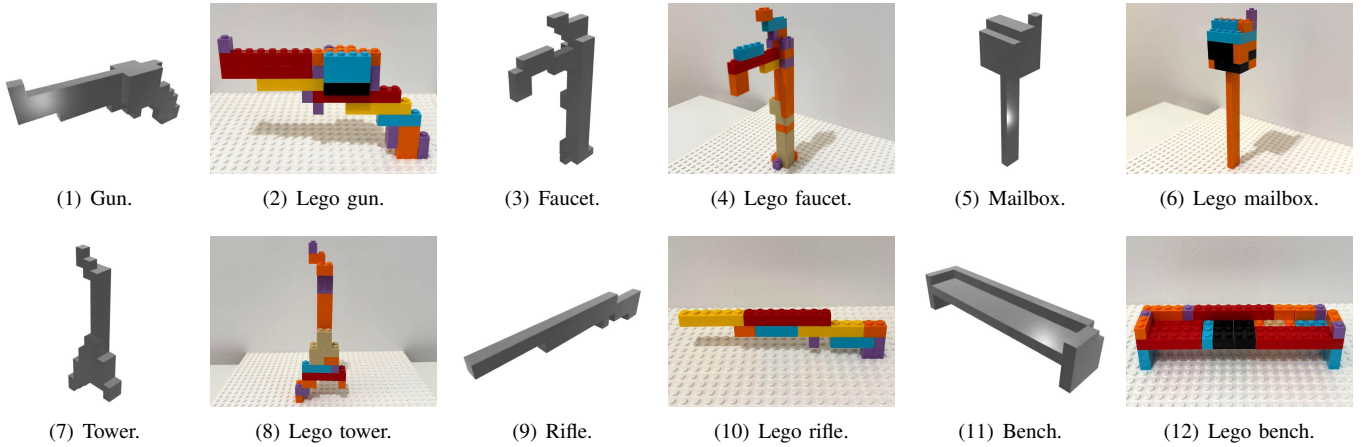 (1) Gun.
(2) Lego gun.
(3) Faucet.
(4) Lego faucet.
(5) Mailbox.
(6) Lego mailbox.
(7) Tower.
(8) Lego tower.
(9) Rifle.
(10) Lego rifle.
(11) Bench.
(12) Lego bench.